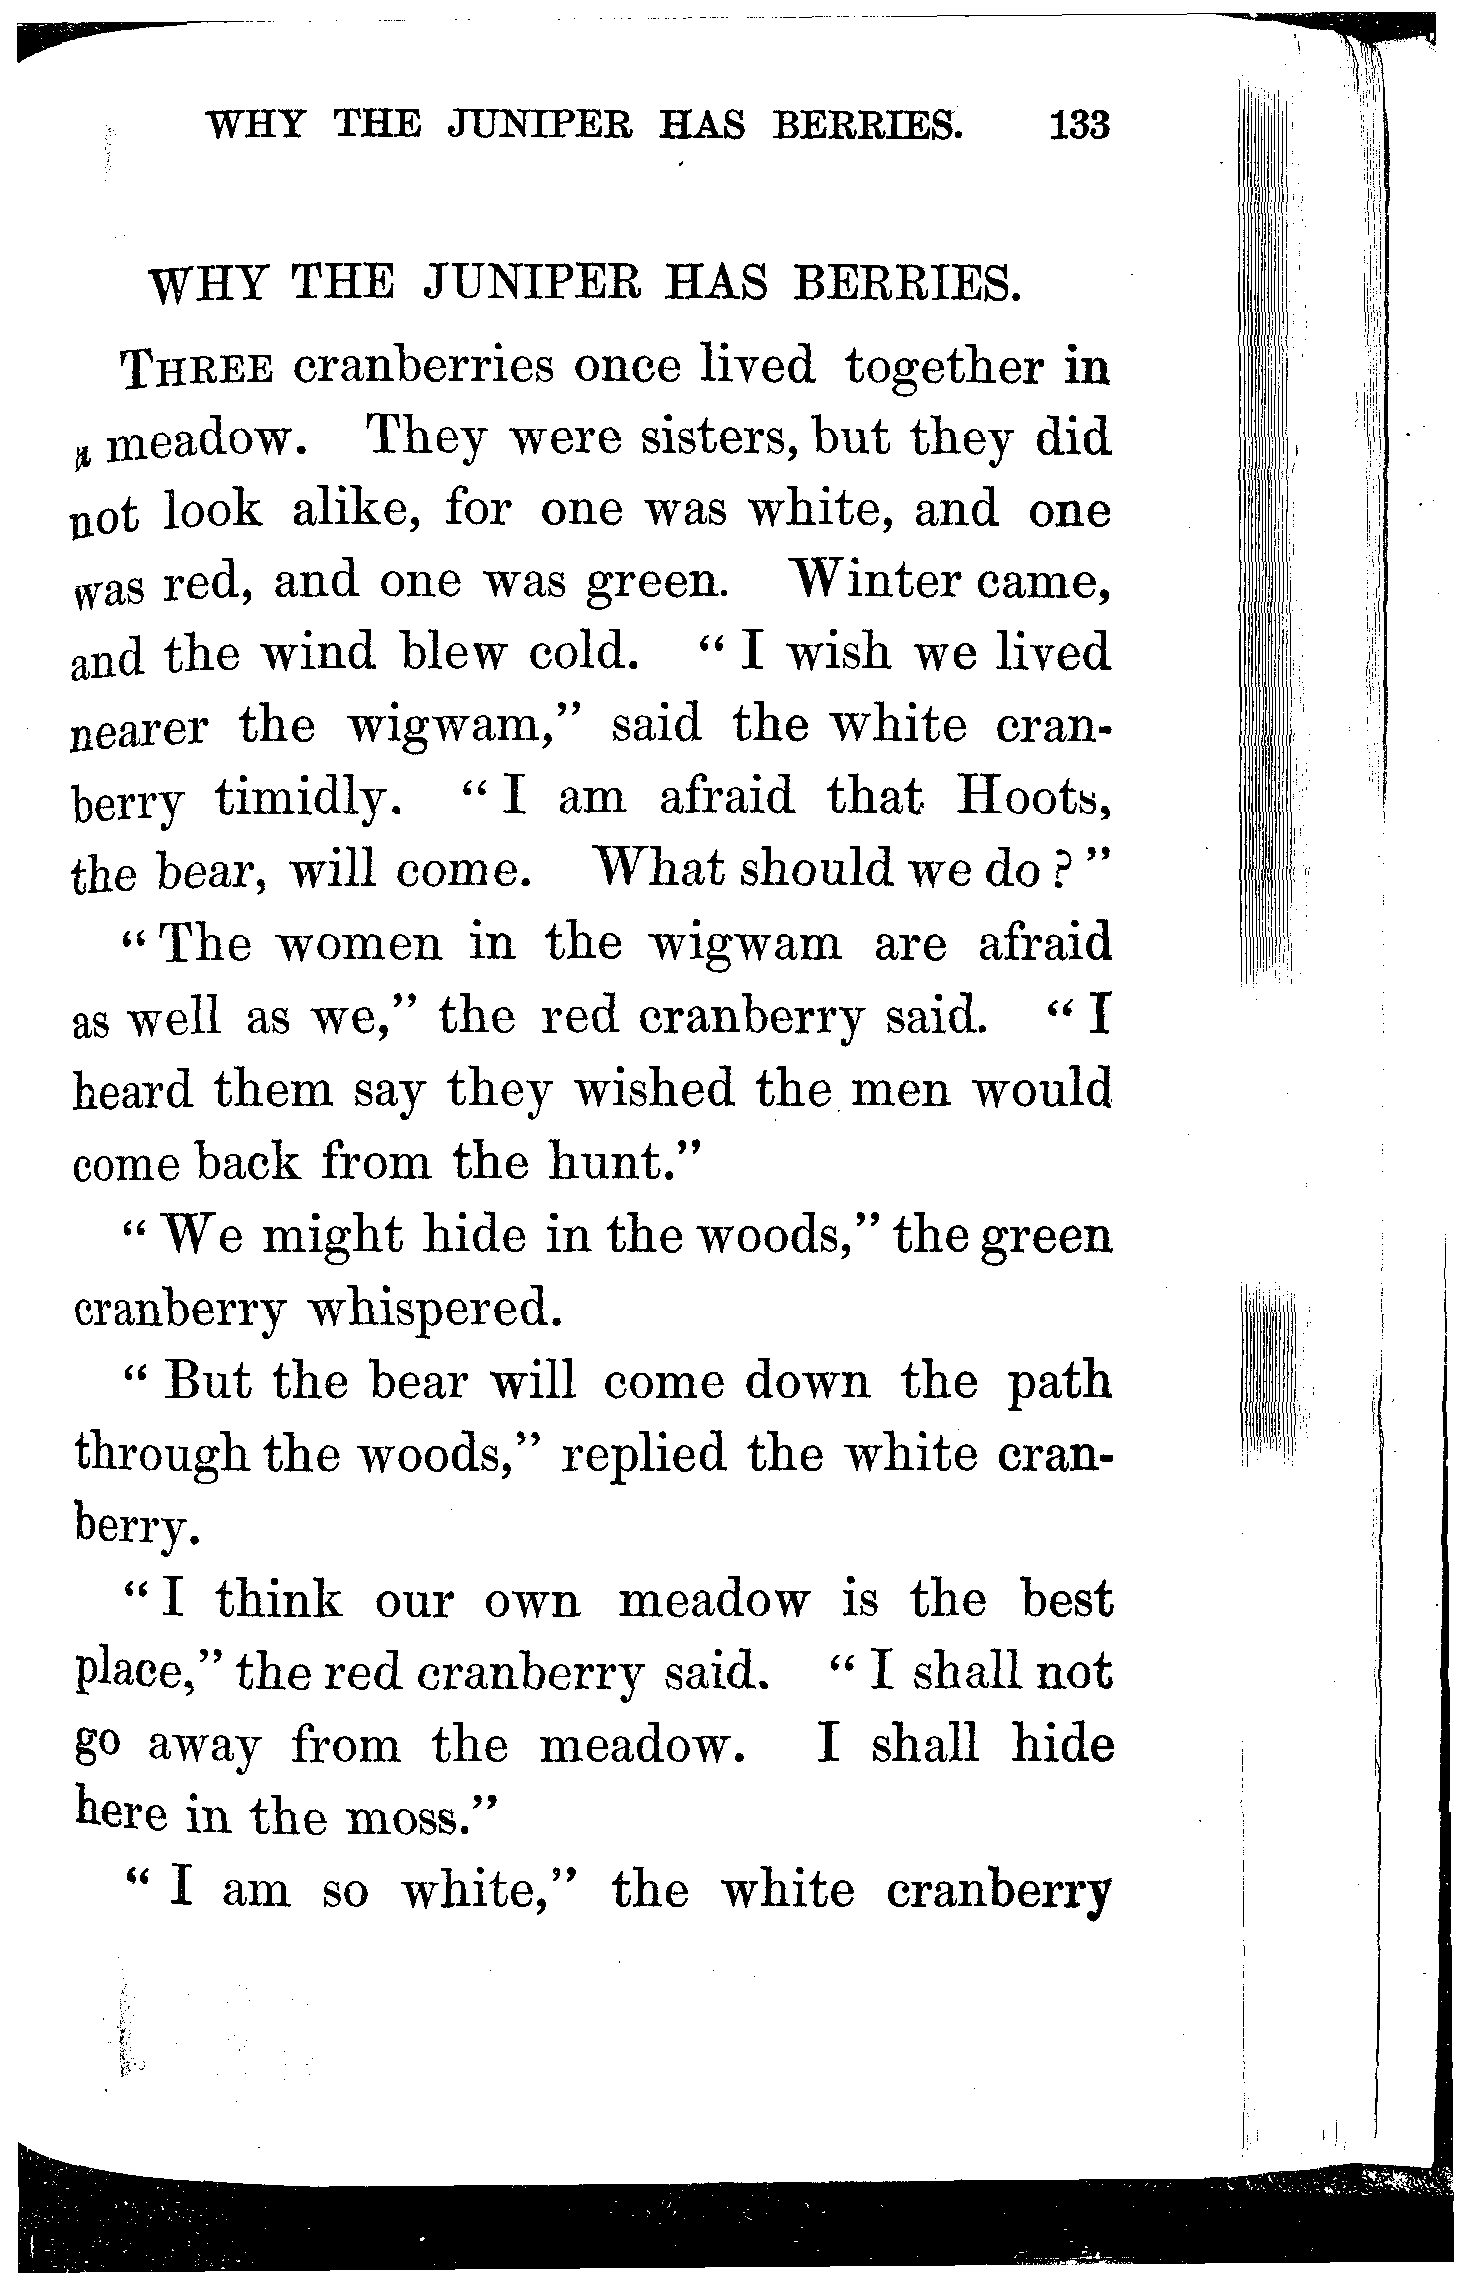 WHY THE JUNIPER HAS BERRIES. 133
WHY THE JUNIPER HAS BERRIES.
THREE cranberries once lived together in
a meadow. They were sisters, but they did
not look alike, for one was white, and one
was red, and one was green. Winter came,
and the wind blew cold. “I wish we lived
nearer the wigwam,” said the white cran-
berry timidly. “I am afraid that Hoots,
the bear, will come. What should we do?”
“The women in the wigwam are afraid
as well as we,” the red cranberry said. “I
heard them say they wished the men would
come back from the hunt.”
“We might hide in the woods,” the green
cranberry whispered.
“But the bear will come down the path
through the woods,” replied the white cran-
berry.
“I think our own meadow is the best
place,” the red cranberry said. “I shall not
go away from the meadow. I shall hide
here in the moss.”
“I am so white,” the white cranberry